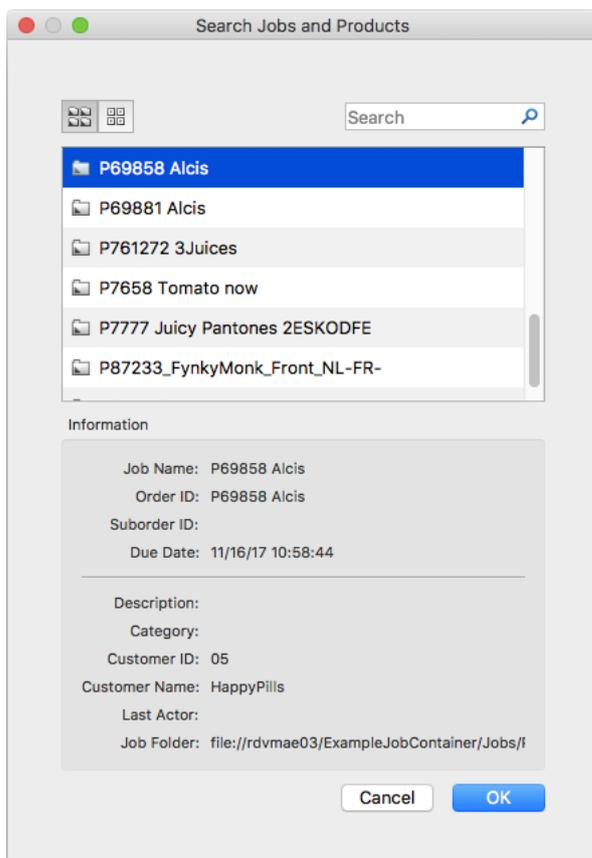 Search Jobs and Products
Search
P69858 Alcis
P69881 Alcis
P761272 3Juices
P7658 Tomato now
P7777 Juicy Pantones 2ESKODFE
P87233_FynkyMonk_Front_NL-FR-
Information
Job Name: P69858 Alcis
Order ID: P69858 Alcis
Suborder ID:
Due Date: 11/16/17 10:58:44
Description:
Category:
Customer ID: 05
Customer Name: HappyPills
Last Actor:
Job Folder: file://rdvmae03/ExampleJobContainer/Jobs/
Cancel OK